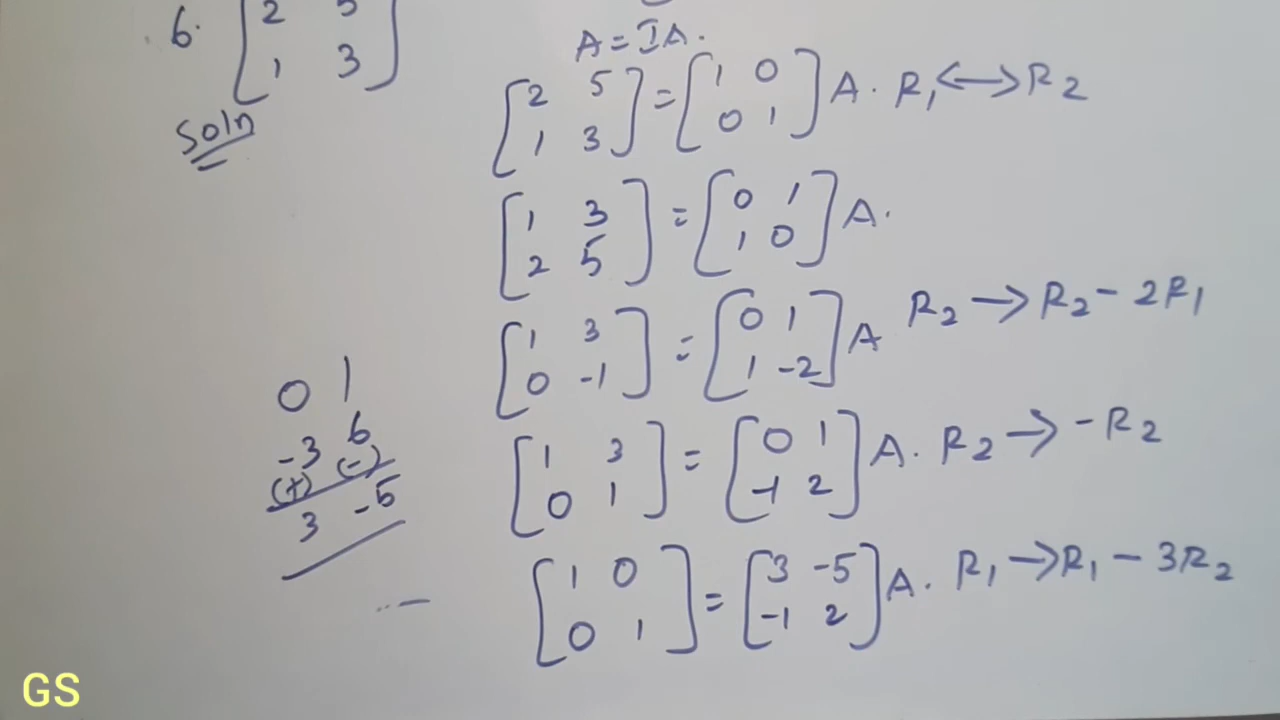 6. [2 5
1 3]
Soln
A = IA.
[2 5
1 3] = [1 0
0 1] A. R₁ ↔ R₂
[1 3
2 5] = [0 1
1 0] A.
[1 3
0 -1] = [0 1
1 -2] A R₂ → R₂ - 2R₁
[1 3
0 1] = [0 1
-1 2] A. R₂ → -R₂
[1 0
0 1] = [3 -5
-1 2] A. R₁ → R₁ - 3R₂
0 1
-3 6
(+) (-)
3 -5
GS